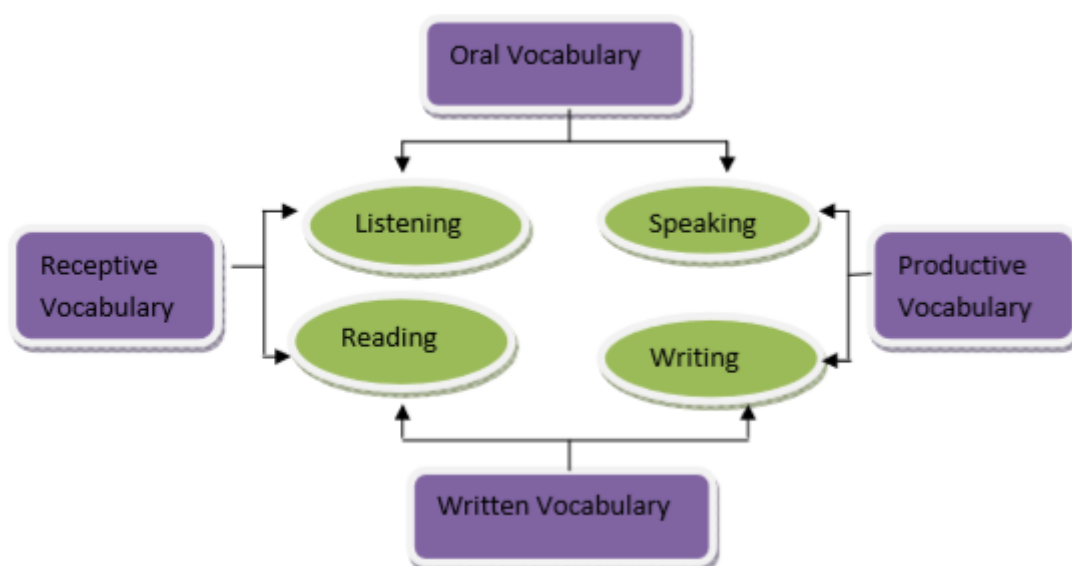 Oral Vocabulary
Listening
Speaking
Receptive
Vocabulary
Productive
Vocabulary
Reading
Writing
Written Vocabulary